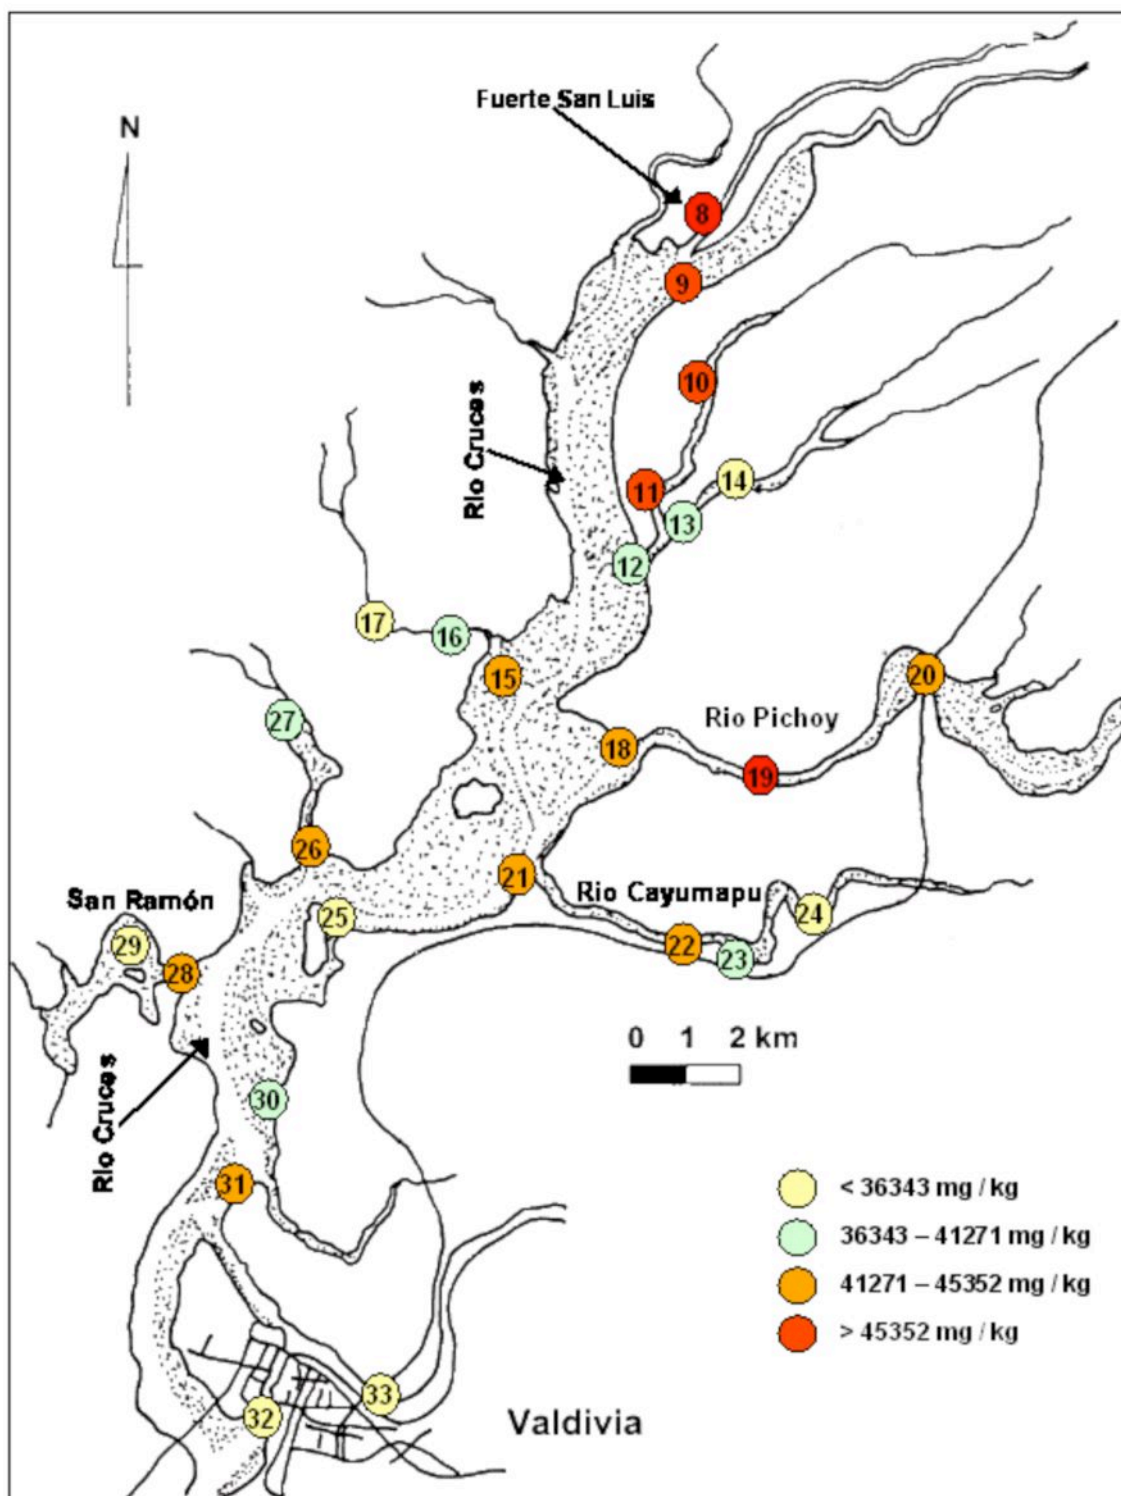 Fuerte San Luis
N
8
9
10
Rio Cruces
11
14
13
12
17
16
15
20
27
Rio Pichoy
18
19
26
21
San Ramón
Rio Cayumapu
25
24
29
22
23
28
0 1 2 km
Rio Cruces
30
31
< 36343 mg / kg
36343 – 41271 mg / kg
41271 – 45352 mg / kg
> 45352 mg / kg
33
32
Valdivia